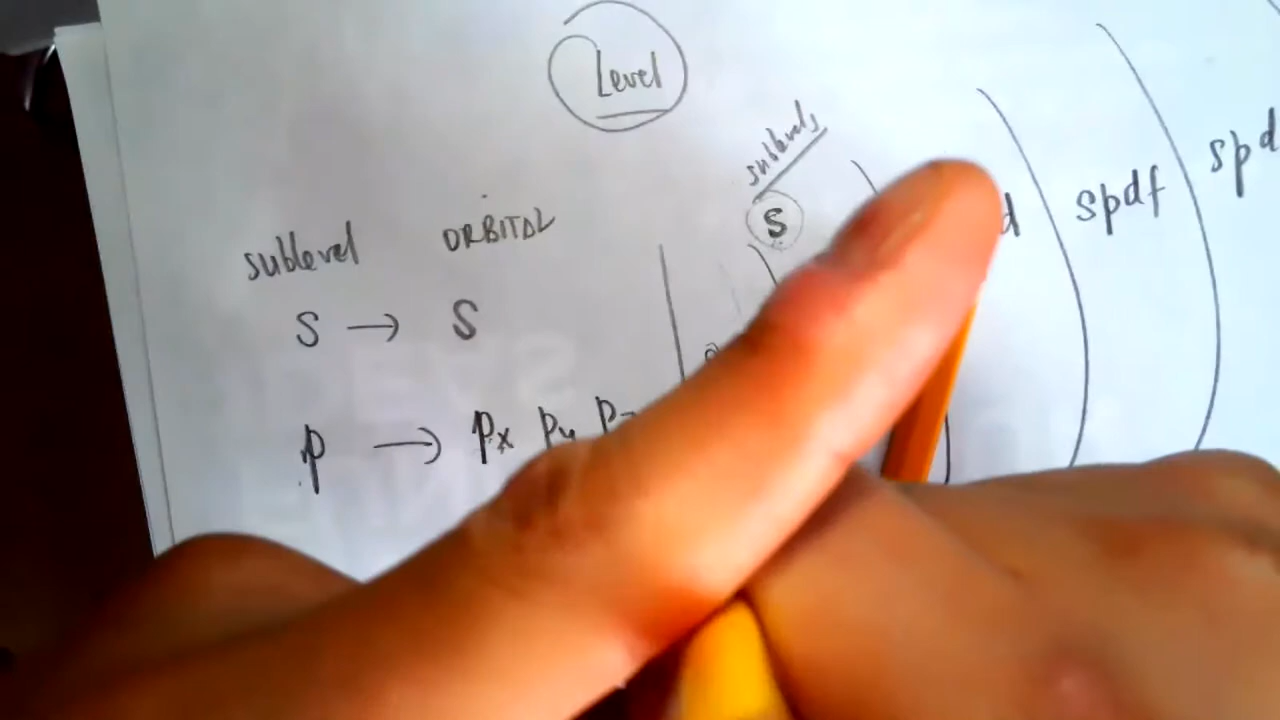 Level
sublevels
S
d
spdf
spd
sublevel ORBITAL
S → S
p → px py